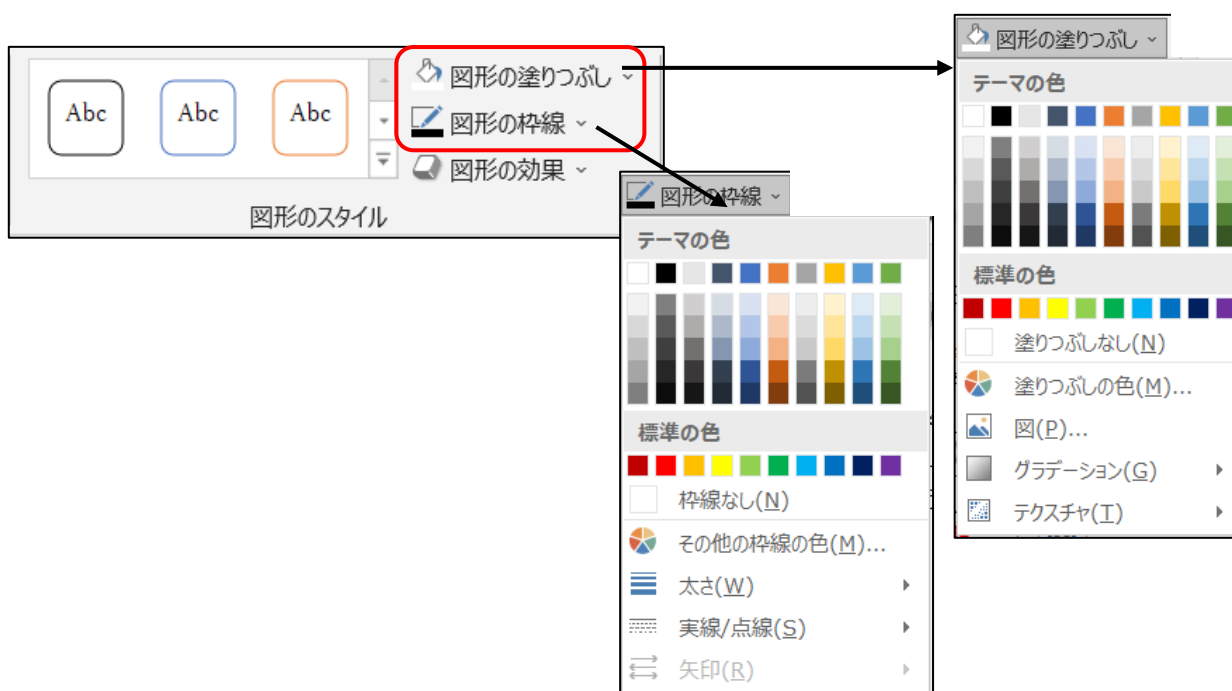 Abc
Abc
Abc
図形の塗りつぶし
図形の枠線
図形の効果
図形のスタイル
図形の枠線
テーマの色
標準の色
枠線なし(N)
その他の枠線の色(M)...
太さ(W)
実線/点線(S)
矢印(R)
図形の塗りつぶし
テーマの色
標準の色
塗りつぶしなし(N)
塗りつぶしの色(M)...
図(P)...
グラデーション(G)
テクスチャ(T)